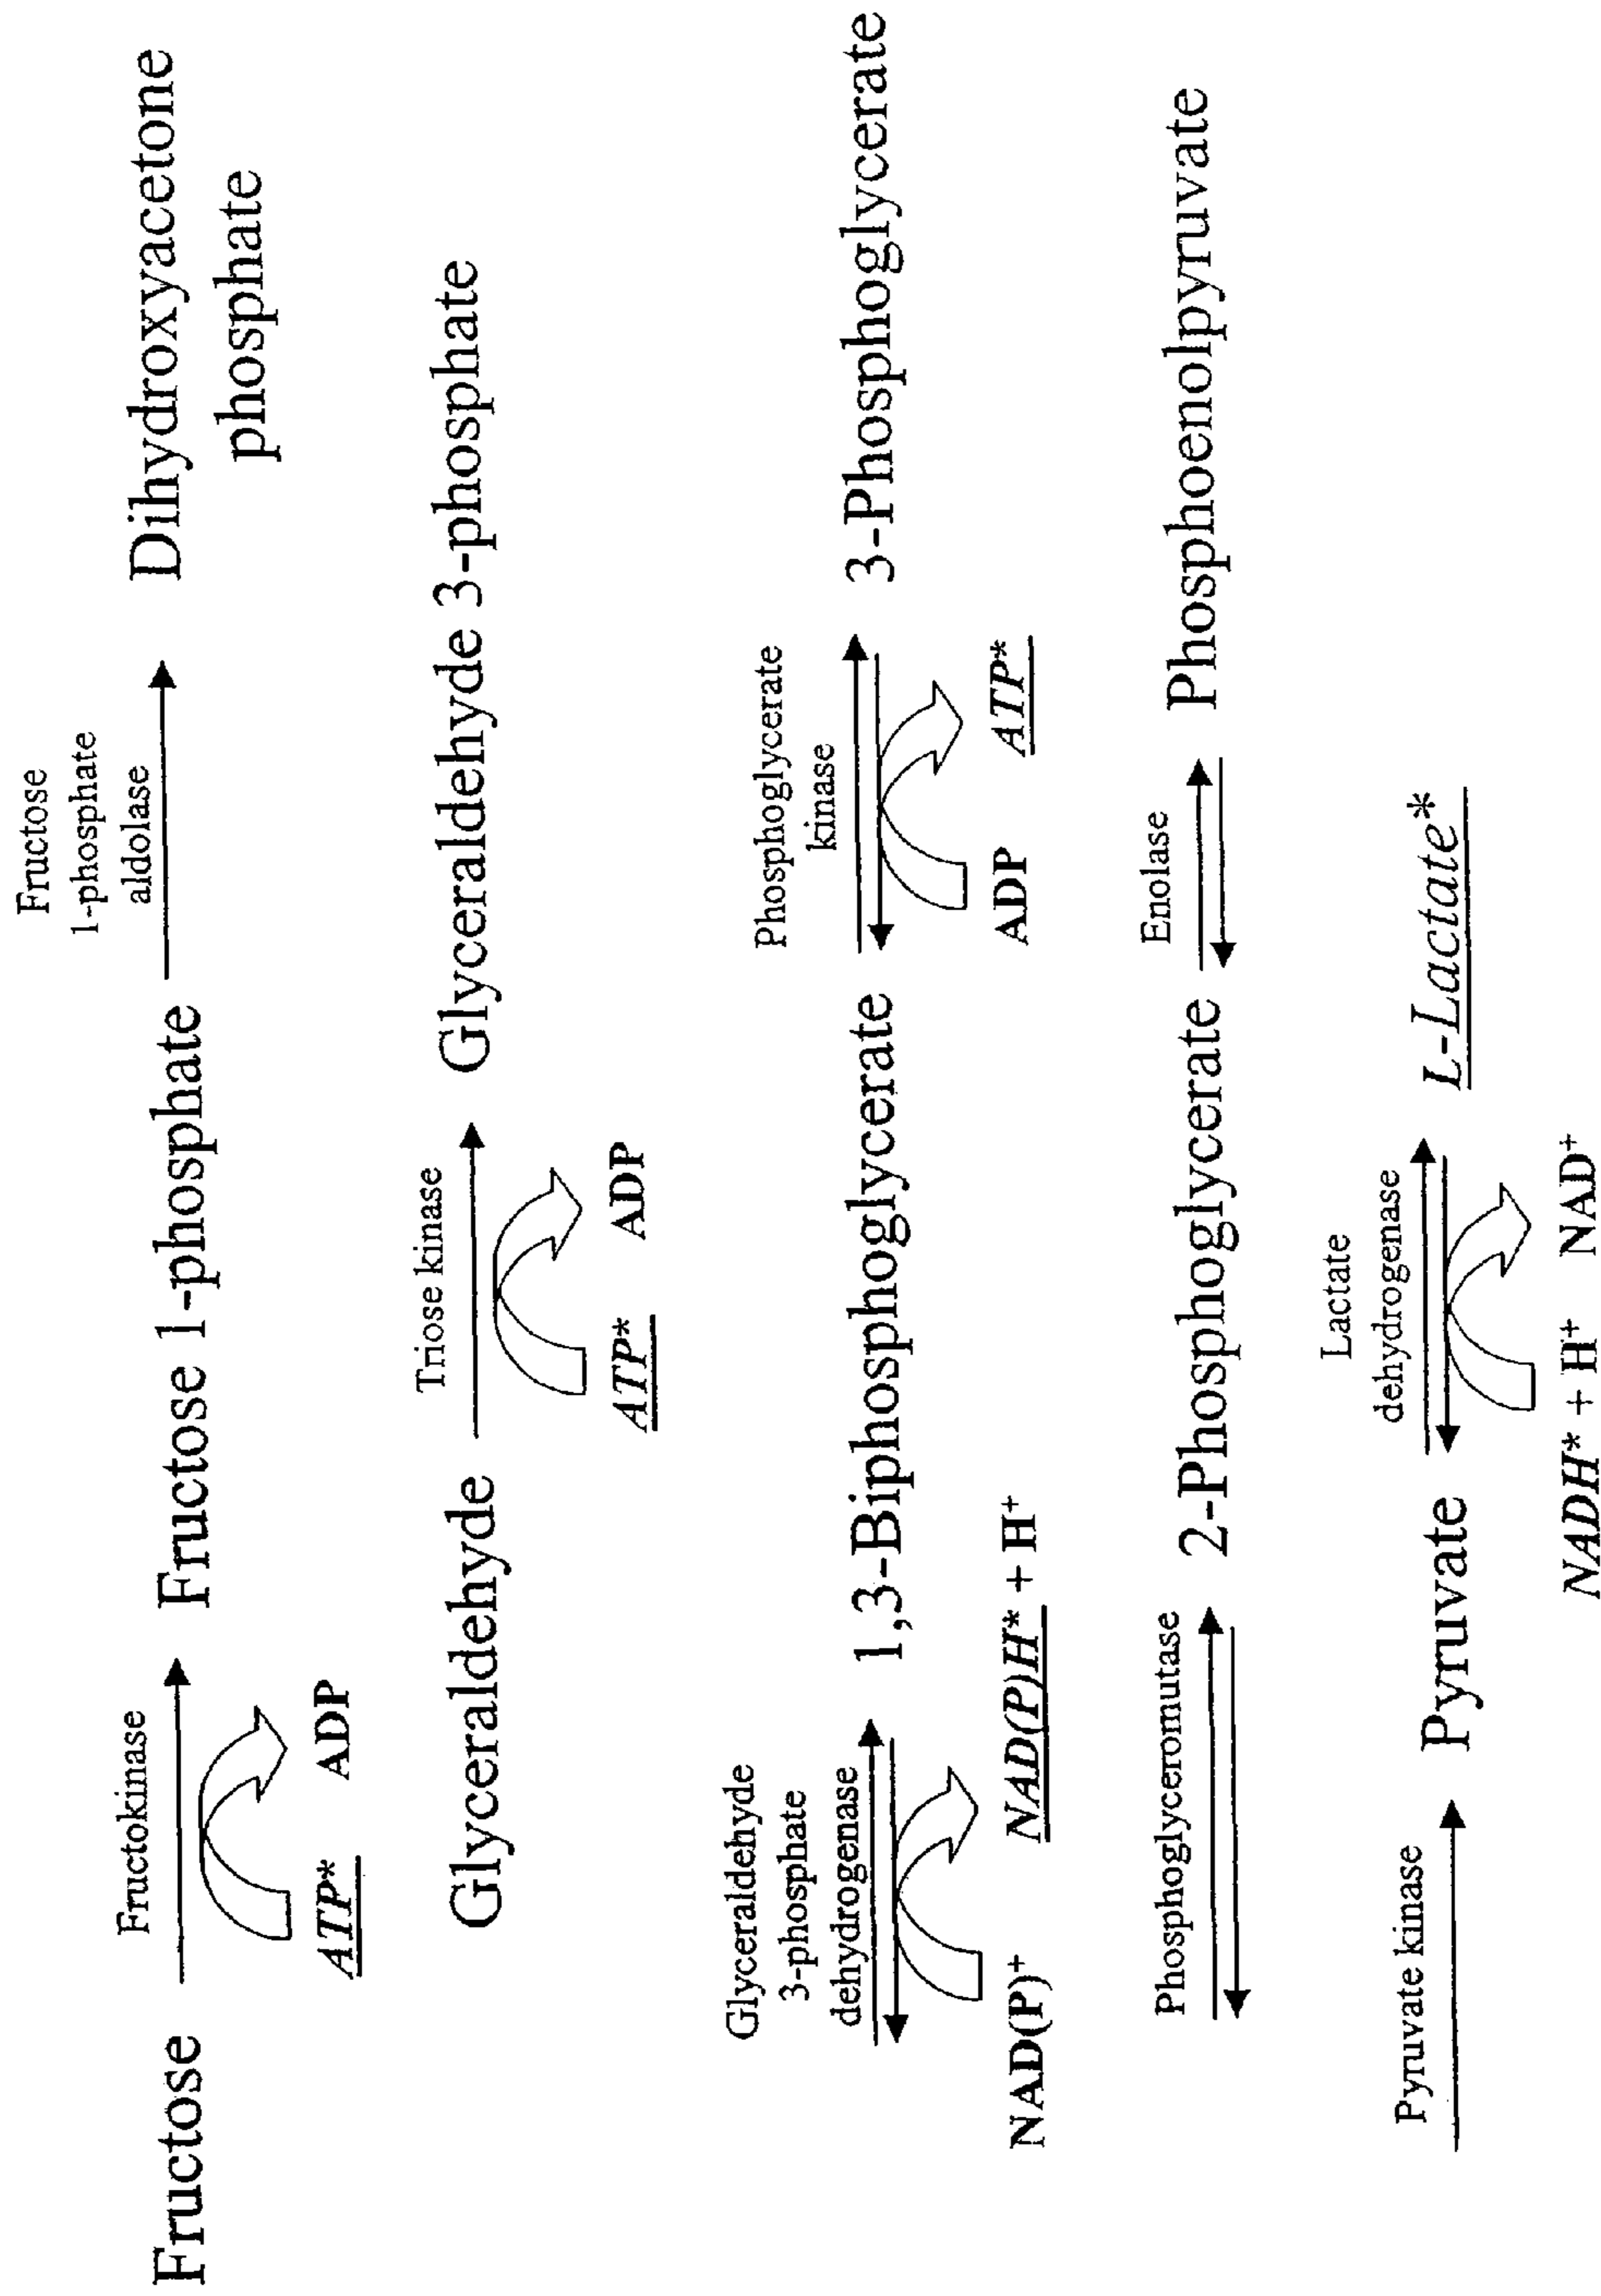 Fructose
Fructokinase
ATP*
ADP
Fructose 1-phosphate
Fructose
1-phosphate
aldolase
Dihydroxyacetone
phosphate
Glyceraldehyde
Triose kinase
ATP*
ADP
Glyceraldehyde 3-phosphate
Glyceraldehyde
3-phosphate
dehydrogenase
NAD(P)⁺
NAD(P)H* + H⁺
1,3-Biphosphoglycerate
Phosphoglycerate
kinase
ADP
ATP*
3-Phosphoglycerate
Phosphoglyceromutase
2-Phosphoglycerate
Enolase
Phosphoenolpyruvate
Pyruvate kinase
Pyruvate
Lactate
dehydrogenase
NADH* + H⁺
NAD⁺
L-Lactate*